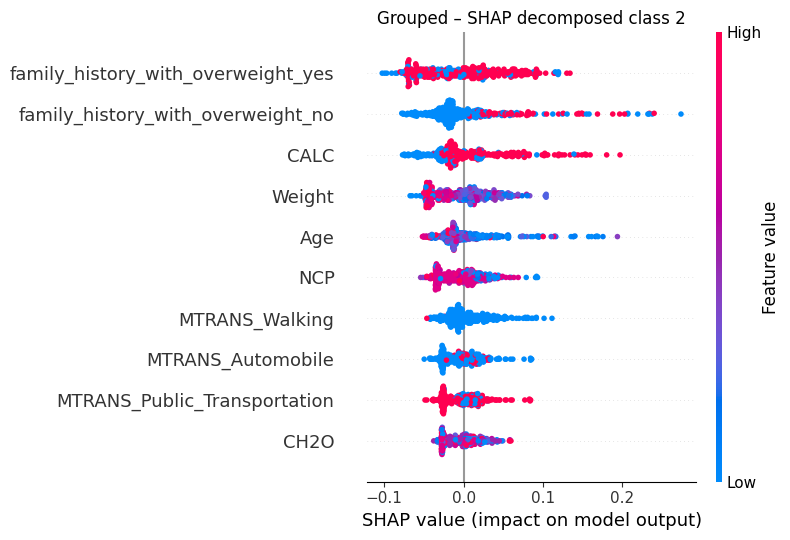 Grouped – SHAP decomposed class 2
High
family_history_with_overweight_yes
family_history_with_overweight_no
CALC
Weight
Age
NCP
MTRANS_Walking
MTRANS_Automobile
MTRANS_Public_Transportation
CH2O
Feature value
Low
−0.1 0.0 0.1 0.2
SHAP value (impact on model output)